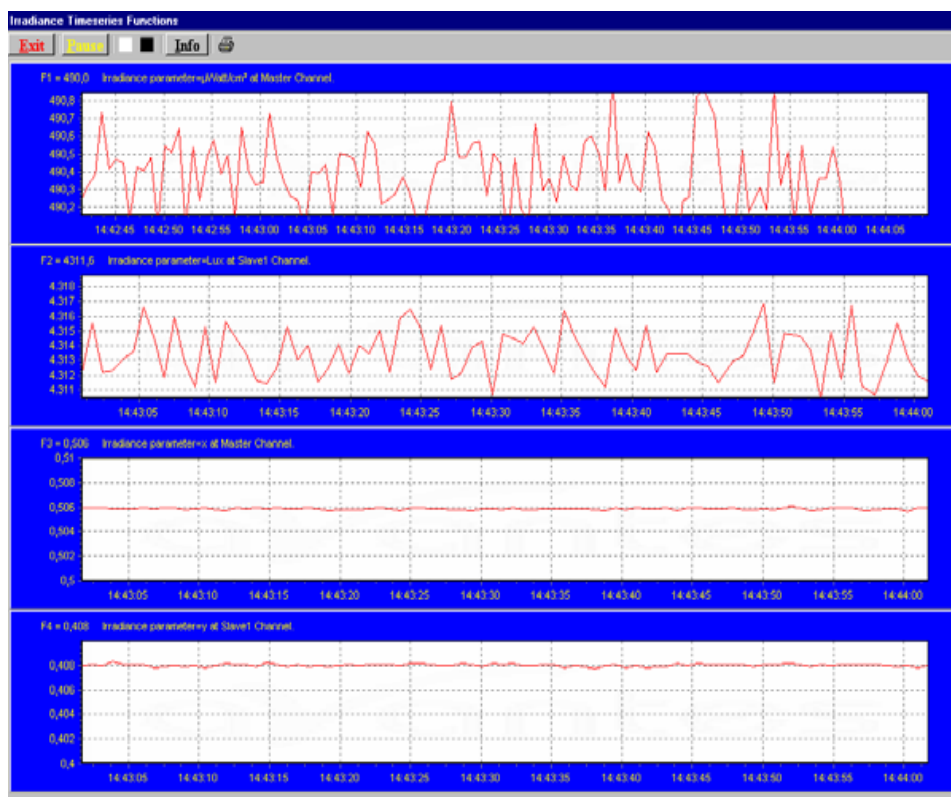 Irradiance Timeseries Functions
Exit Pause Info
F1 = 490,0 Irradiance parameter=µWatt/cm² at Master Channel.
490,8
490,7
490,6
490,5
490,4
490,3
490,2
14:42:45 14:42:50 14:42:55 14:43:00 14:43:05 14:43:10 14:43:15 14:43:20 14:43:25 14:43:30 14:43:35 14:43:40 14:43:45 14:43:50 14:43:55 14:44:00 14:44:05
F2 = 4311,6 Irradiance parameter=Lux at Slave1 Channel.
4.318
4.317
4.316
4.315
4.314
4.313
4.312
4.311
14:43:05 14:43:10 14:43:15 14:43:20 14:43:25 14:43:30 14:43:35 14:43:40 14:43:45 14:43:50 14:43:55 14:44:00
F3 = 0,506 Irradiance parameter=x at Master Channel.
0,51
0,508
0,506
0,504
0,502
0,5
14:43:05 14:43:10 14:43:15 14:43:20 14:43:25 14:43:30 14:43:35 14:43:40 14:43:45 14:43:50 14:43:55 14:44:00
F4 = 0,408 Irradiance parameter=y at Slave1 Channel.
0,408
0,406
0,404
0,402
0,4
14:43:05 14:43:10 14:43:15 14:43:20 14:43:25 14:43:30 14:43:35 14:43:40 14:43:45 14:43:50 14:43:55 14:44:00